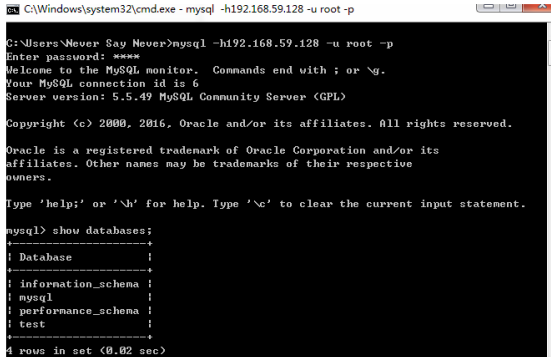 C:\Windows\system32\cmd.exe - mysql -h192.168.59.128 -u root -p
C:\Users\Never Say Never>mysql -h192.168.59.128 -u root -p
Enter password: ****
Welcome to the MySQL monitor.  Commands end with ; or \g.
Your MySQL connection id is 6
Server version: 5.5.49 MySQL Community Server (GPL)
Copyright (c) 2000, 2016, Oracle and/or its affiliates. All rights reserved.
Oracle is a registered trademark of Oracle Corporation and/or its
affiliates. Other names may be trademarks of their respective
owners.
Type 'help;' or '\h' for help. Type '\c' to clear the current input statement.
mysql> show databases;
+--------------------+
| Database           |
+--------------------+
| information_schema |
| mysql              |
| performance_schema |
| test               |
+--------------------+
4 rows in set (0.02 sec)